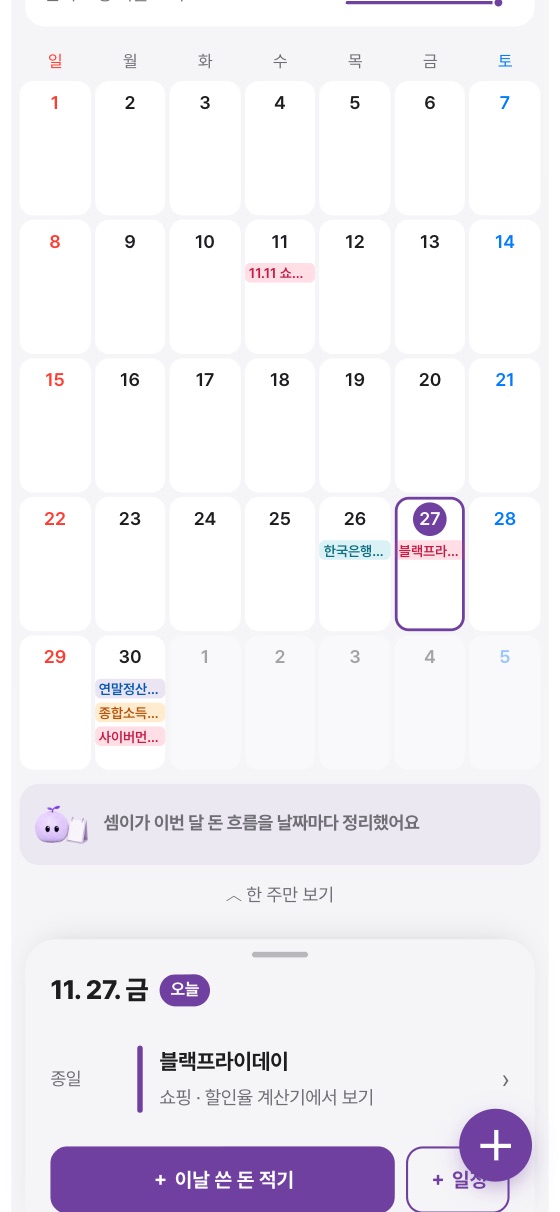 일 월 화 수 목 금 토
1 2 3 4 5 6 7
8 9 10 11 12 13 14
11.11 쇼...
15 16 17 18 19 20 21
22 23 24 25 26 27 28
한국은행... 블랙프라...
29 30 1 2 3 4 5
연말정산...
종합소득...
사이버먼...
셈이가 이번 달 돈 흐름을 날짜마다 정리했어요
︿ 한 주만 보기
11. 27. 금 오늘
블랙프라이데이
종일
쇼핑 · 할인율 계산기에서 보기 ›
+
+ 이날 쓴 돈 적기 + 일정